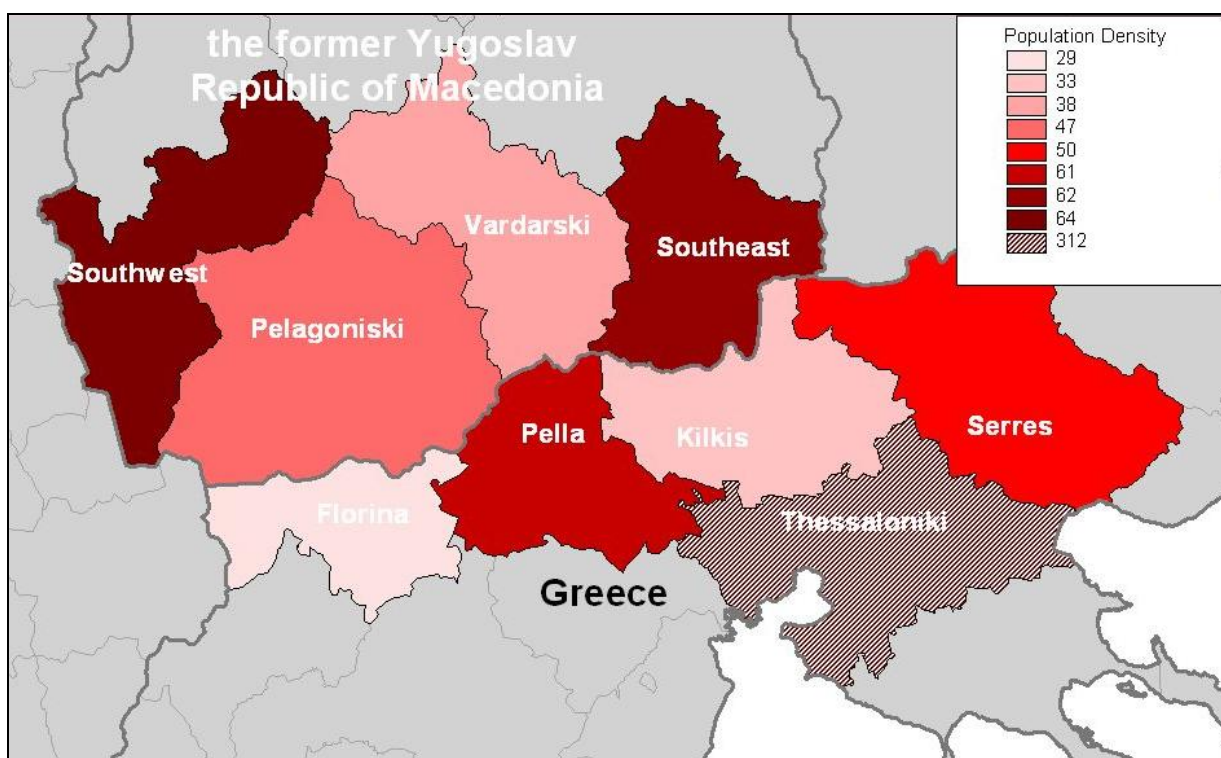 the former Yugoslav
Republic of Macedonia
Population Density
29
33
38
47
50
61
62
64
312
Vardarski
Southeast
Southwest
Pelagoniski
Pella
Kilkis
Serres
Florina
Thessaloniki
Greece